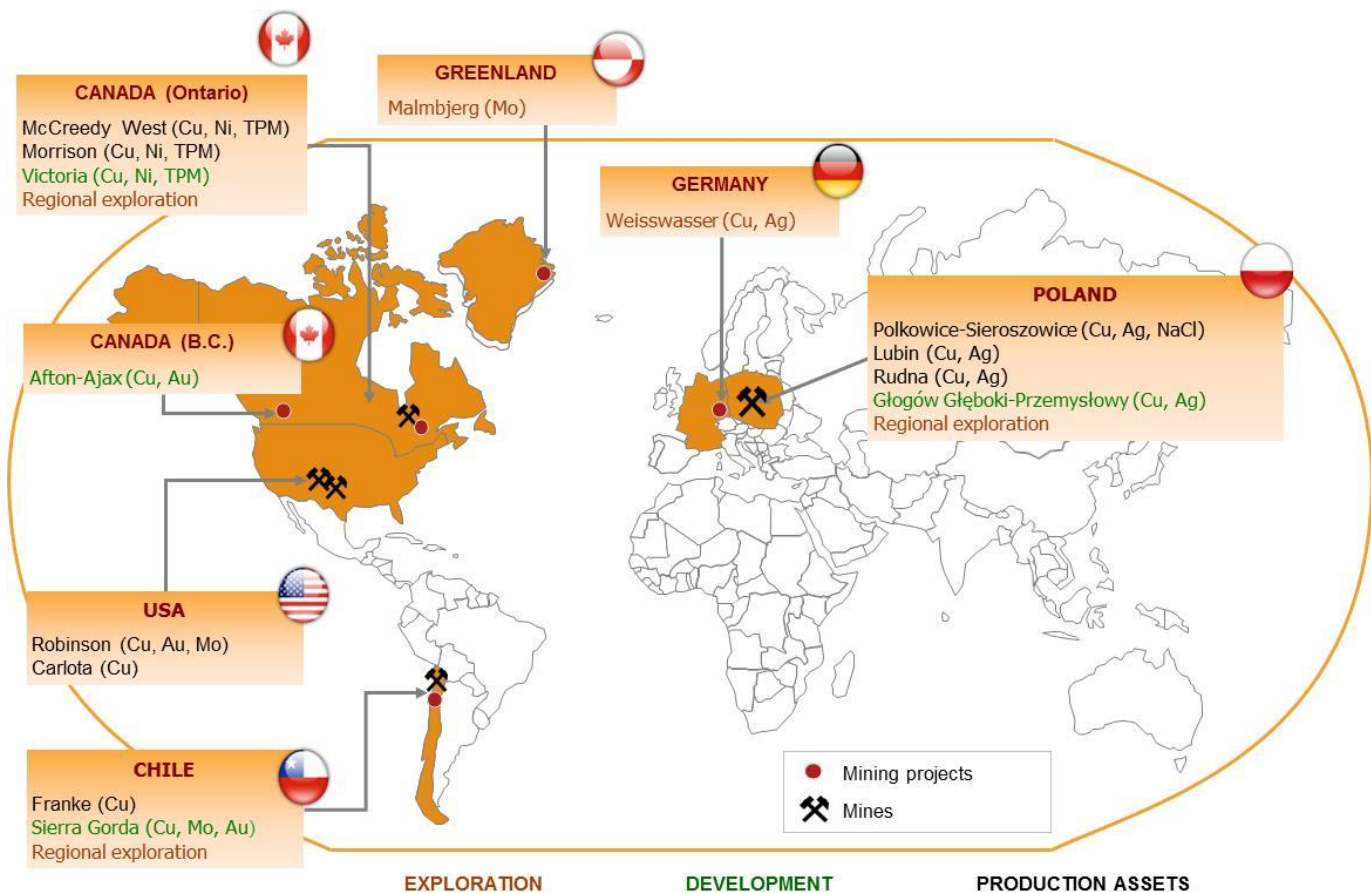 CANADA (Ontario)
McCreedy West (Cu, Ni, TPM)
Morrison (Cu, Ni, TPM)
Victoria (Cu, Ni, TPM)
Regional exploration
GREENLAND
Malmbjerg (Mo)
GERMANY
Weisswasser (Cu, Ag)
POLAND
Polkowice-Sieroszowice (Cu, Ag, NaCl)
Lubin (Cu, Ag)
Rudna (Cu, Ag)
Głogów Głęboki-Przemysłowy (Cu, Ag)
Regional exploration
CANADA (B.C.)
Afton-Ajax (Cu, Au)
USA
Robinson (Cu, Au, Mo)
Carlota (Cu)
CHILE
Franke (Cu)
Sierra Gorda (Cu, Mo, Au)
Regional exploration
Mining projects
Mines
EXPLORATION
DEVELOPMENT
PRODUCTION ASSETS